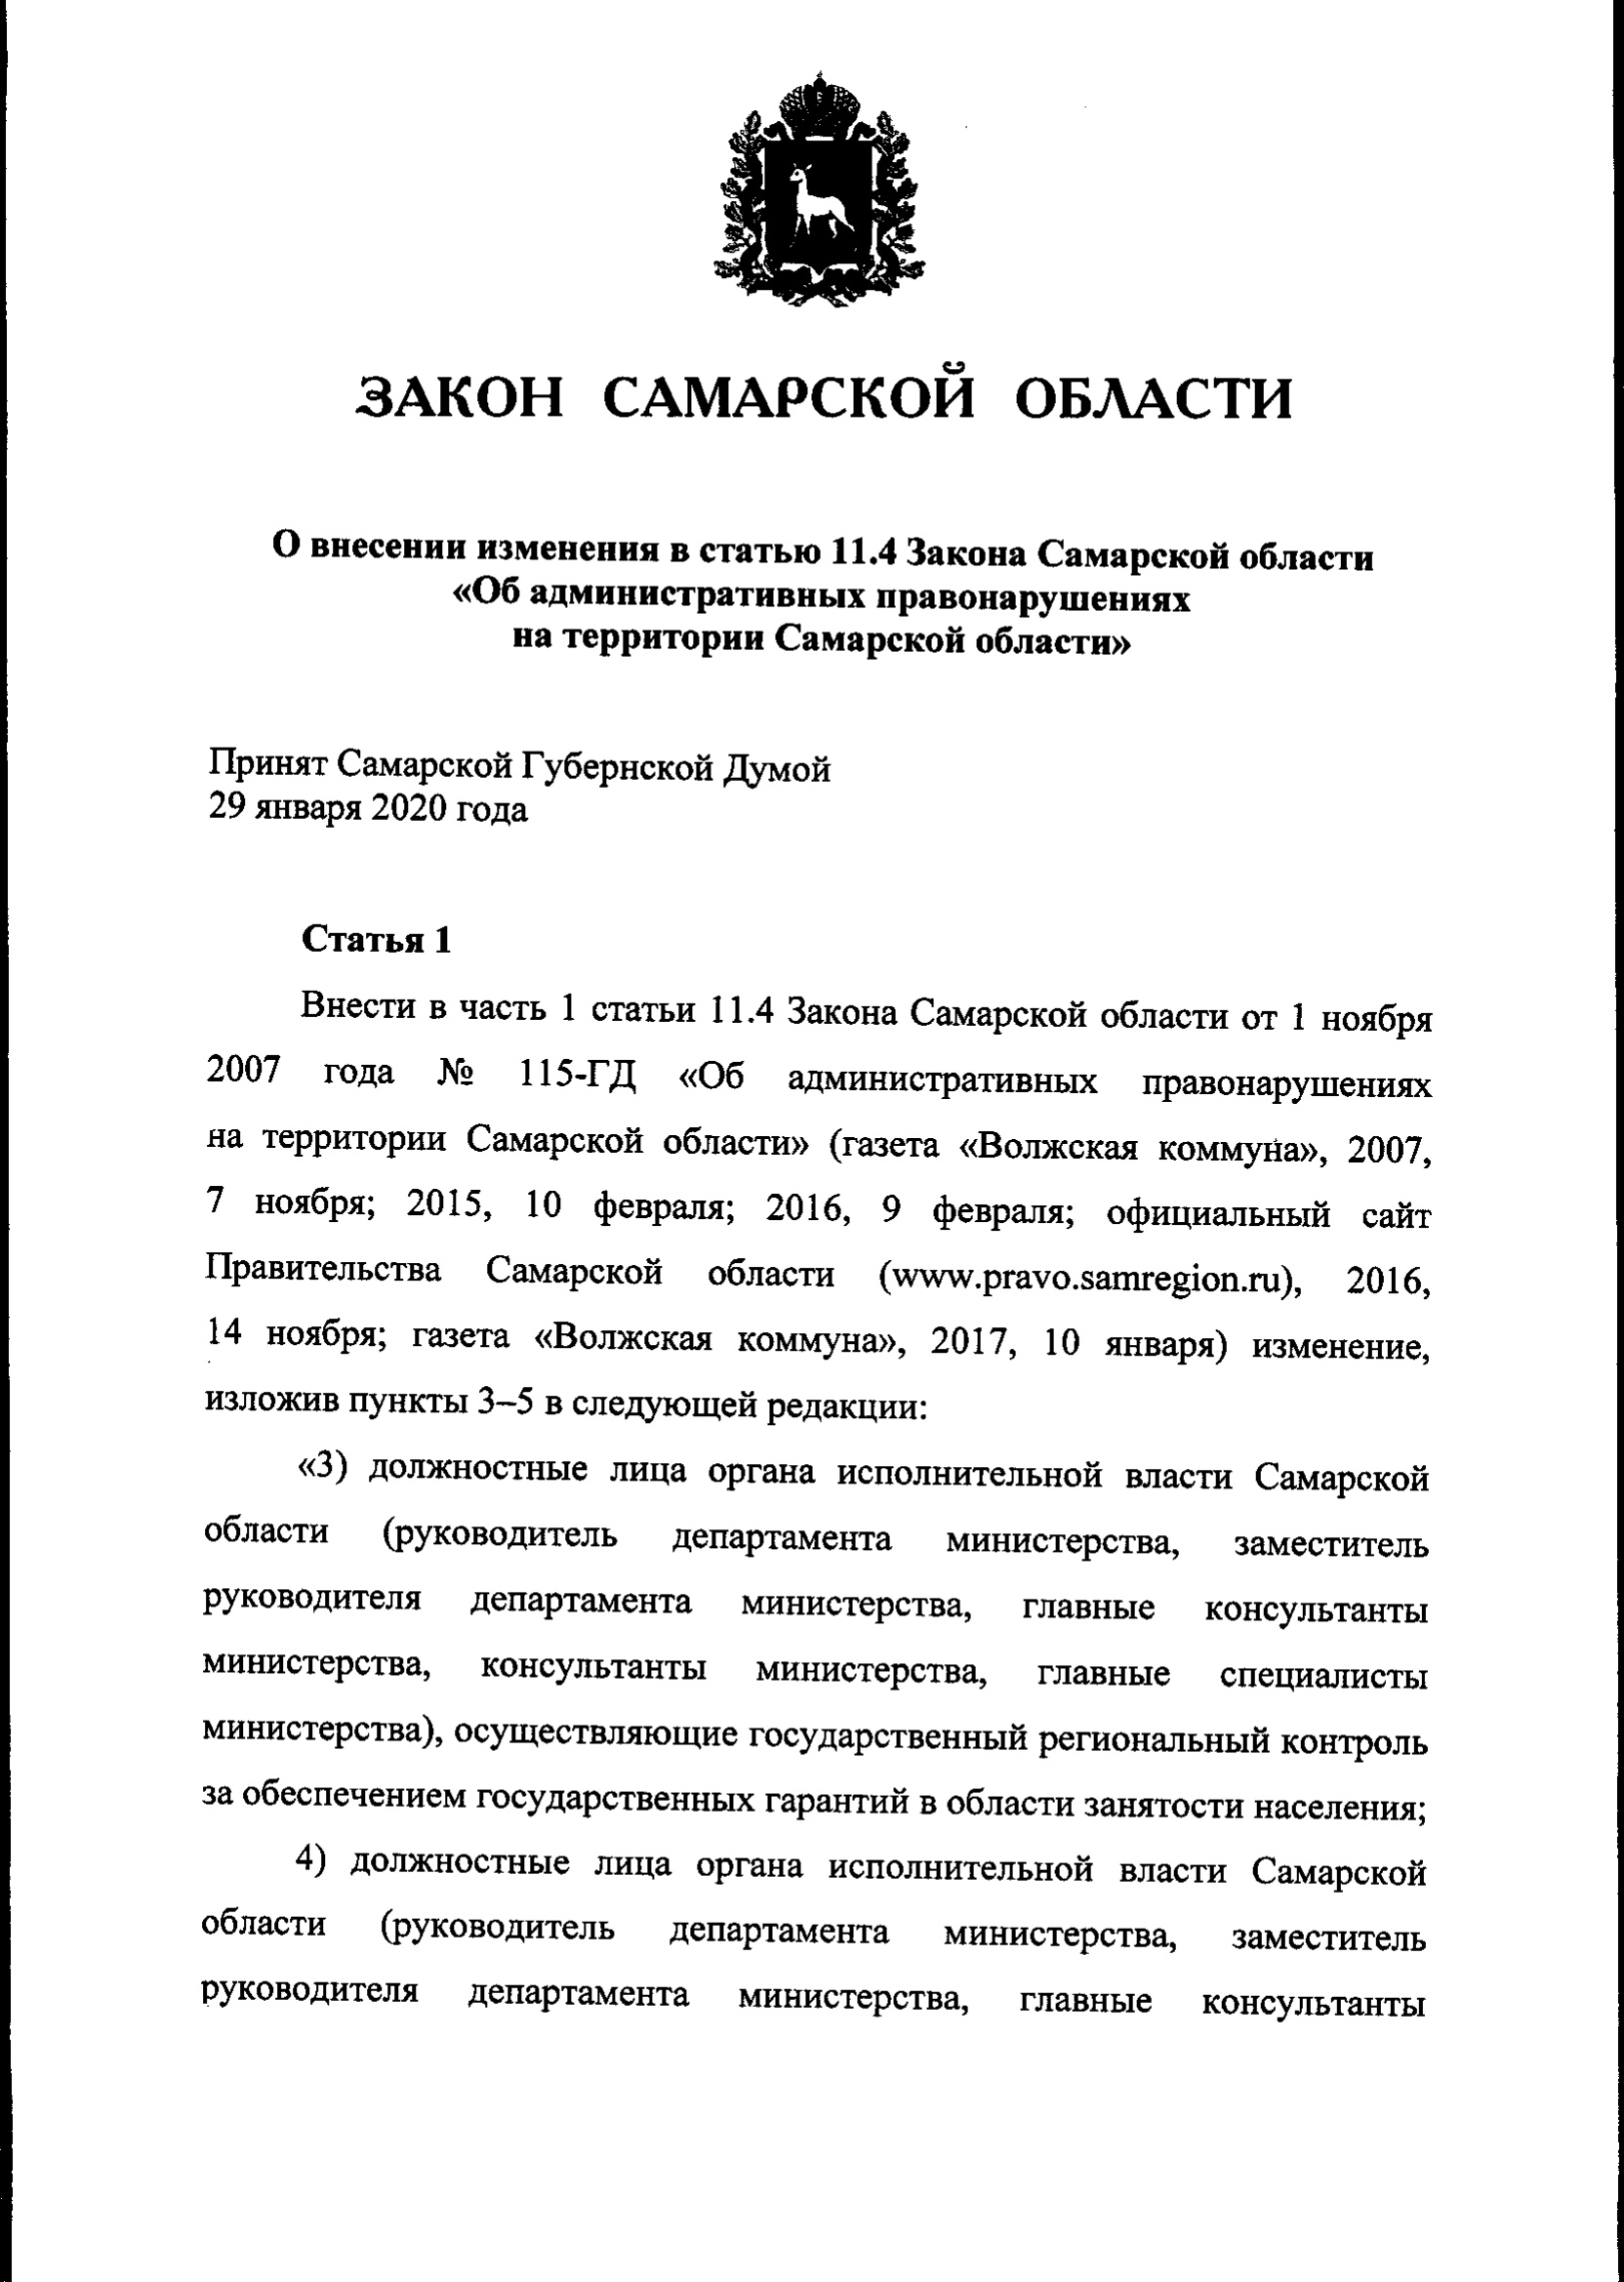 ЗАКОН САМАРСКОЙ ОБЛАСТИ
О внесении изменения в статью 11.4 Закона Самарской области
«Об административных правонарушениях
на территории Самарской области»
Принят Самарской Губернской Думой
29 января 2020 года
Статья 1
Внести в часть 1 статьи 11.4 Закона Самарской области от 1 ноября
2007 года № 115-ГД «Об административных правонарушениях
на территории Самарской области» (газета «Волжская коммуна», 2007,
7 ноября; 2015, 10 февраля; 2016, 9 февраля; официальный сайт
Правительства Самарской области (www.pravo.samregion.ru), 2016,
14 ноября; газета «Волжская коммуна», 2017, 10 января) изменение,
изложив пункты 3–5 в следующей редакции:
«3) должностные лица органа исполнительной власти Самарской
области (руководитель департамента министерства, заместитель
руководителя департамента министерства, главные консультанты
министерства, консультанты министерства, главные специалисты
министерства), осуществляющие государственный региональный контроль
за обеспечением государственных гарантий в области занятости населения;
4) должностные лица органа исполнительной власти Самарской
области (руководитель департамента министерства, заместитель
руководителя департамента министерства, главные консультанты